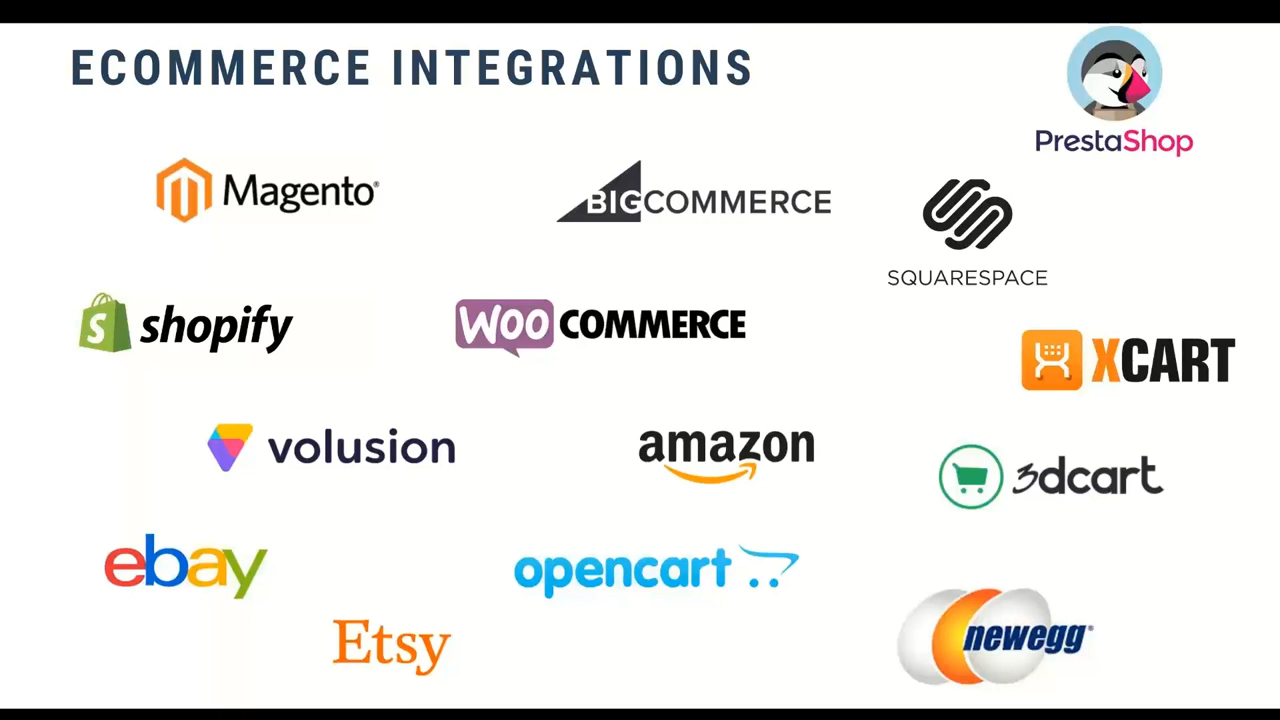 ECOMMERCE INTEGRATIONS
PrestaShop
Magento®
BIGCOMMERCE
SQUARESPACE
S shopify
WOO COMMERCE
XCART
volusion
amazon
3dcart
ebay
opencart
Etsy
newegg®